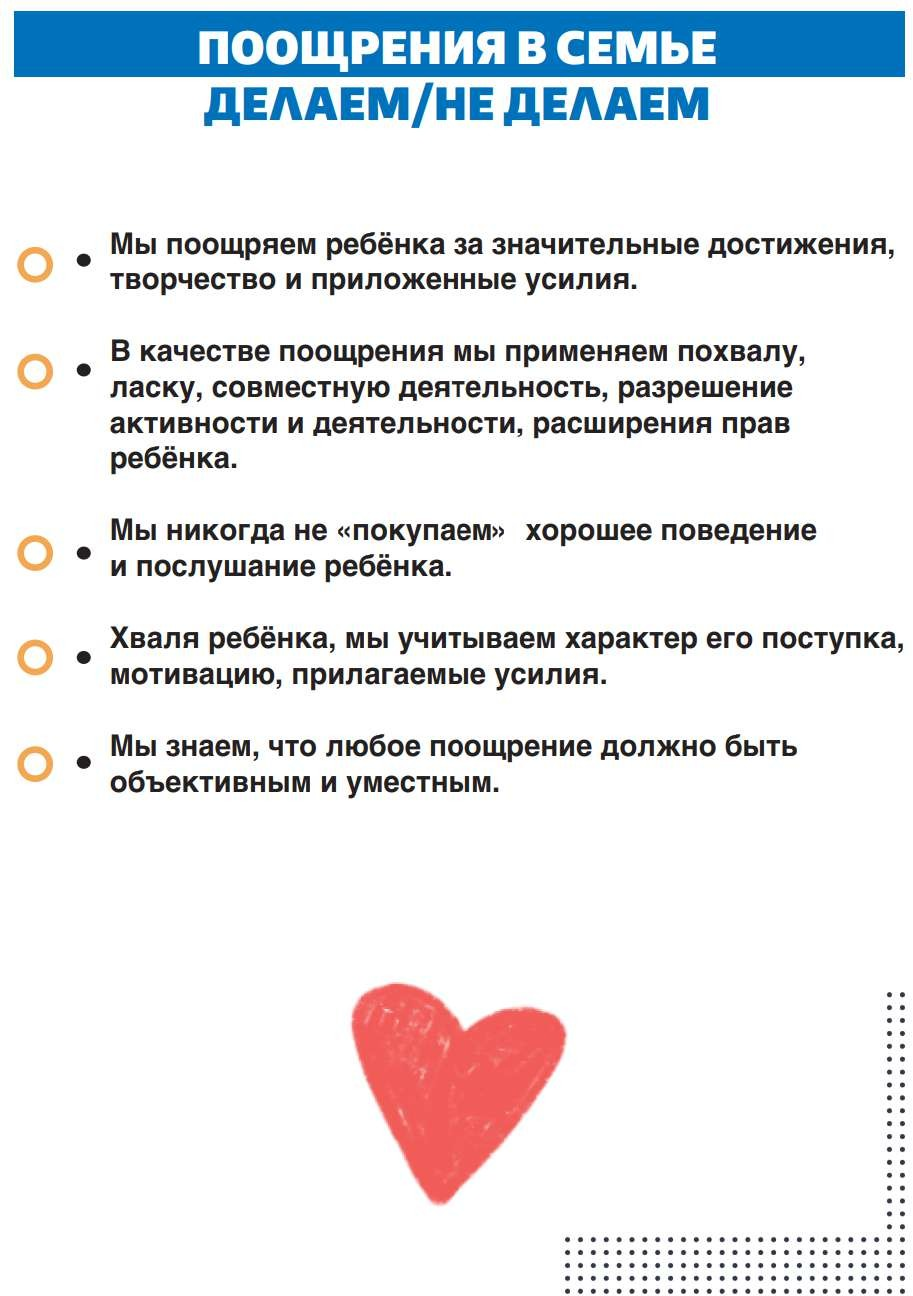 ПООЩРЕНИЯ В СЕМЬЕ
ДЕЛАЕМ/НЕ ДЕЛАЕМ
• Мы поощряем ребёнка за значительные достижения,
творчество и приложенные усилия.
• В качестве поощрения мы применяем похвалу,
ласку, совместную деятельность, разрешение
активности и деятельности, расширения прав
ребёнка.
• Мы никогда не «покупаем» хорошее поведение
и послушание ребёнка.
• Хваля ребёнка, мы учитываем характер его поступка,
мотивацию, прилагаемые усилия.
• Мы знаем, что любое поощрение должно быть
объективным и уместным.